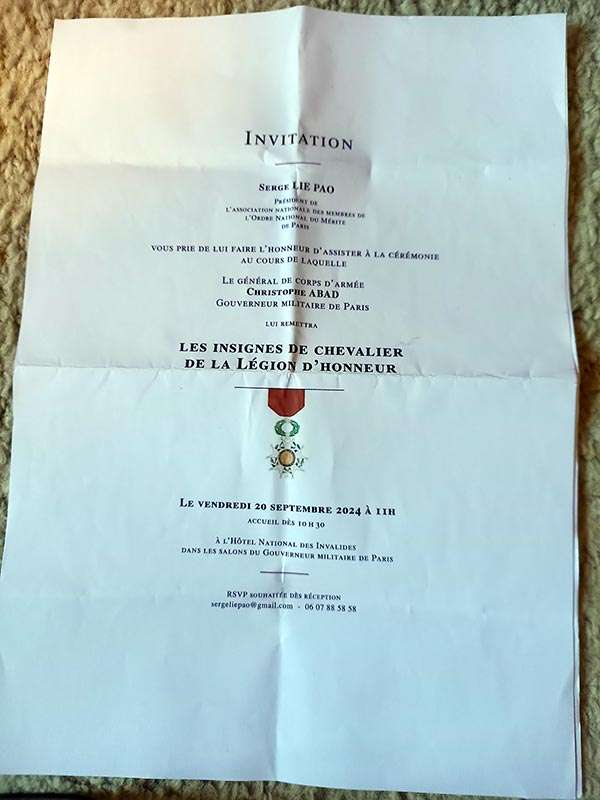 INVITATION
SERGE LIE PAO
PRÉSIDENT DE
L'ASSOCIATION NATIONALE DES MEMBRES DE
L'ORDRE NATIONAL DU MÉRITE
DE PARIS
VOUS PRIE DE LUI FAIRE L'HONNEUR D'ASSISTER À LA CÉRÉMONIE
AU COURS DE LAQUELLE
LE GÉNÉRAL DE CORPS D'ARMÉE
CHRISTOPHE ABAD
GOUVERNEUR MILITAIRE DE PARIS
LUI REMETTRA
LES INSIGNES DE CHEVALIER
DE LA LÉGION D'HONNEUR
LE VENDREDI 20 SEPTEMBRE 2024 À 11H
ACCUEIL DÈS 10 H 30
À L'HÔTEL NATIONAL DES INVALIDES
DANS LES SALONS DU GOUVERNEUR MILITAIRE DE PARIS
RSVP SOUHAITÉE DÈS RÉCEPTION
sergeliepao@gmail.com - 06 07 88 58 58